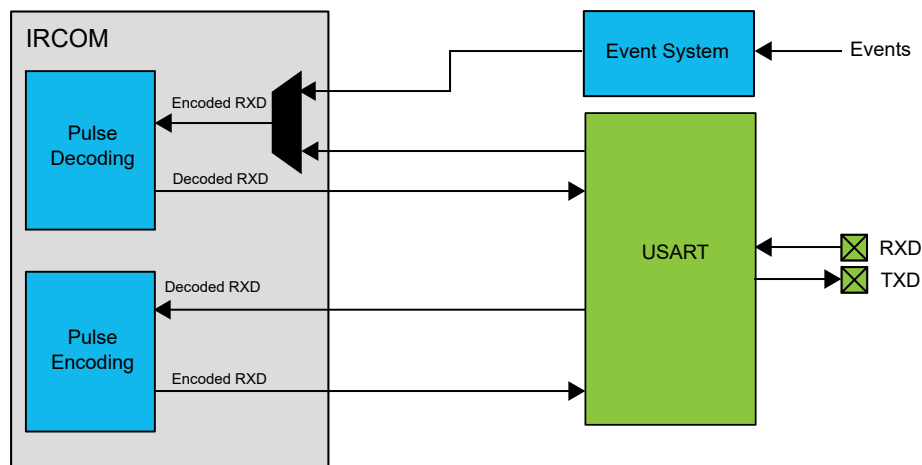 IRCOM
Event System
Events
Encoded RXD
Pulse
Decoding
Decoded RXD
USART
RXD
TXD
Decoded RXD
Pulse
Encoding
Encoded RXD